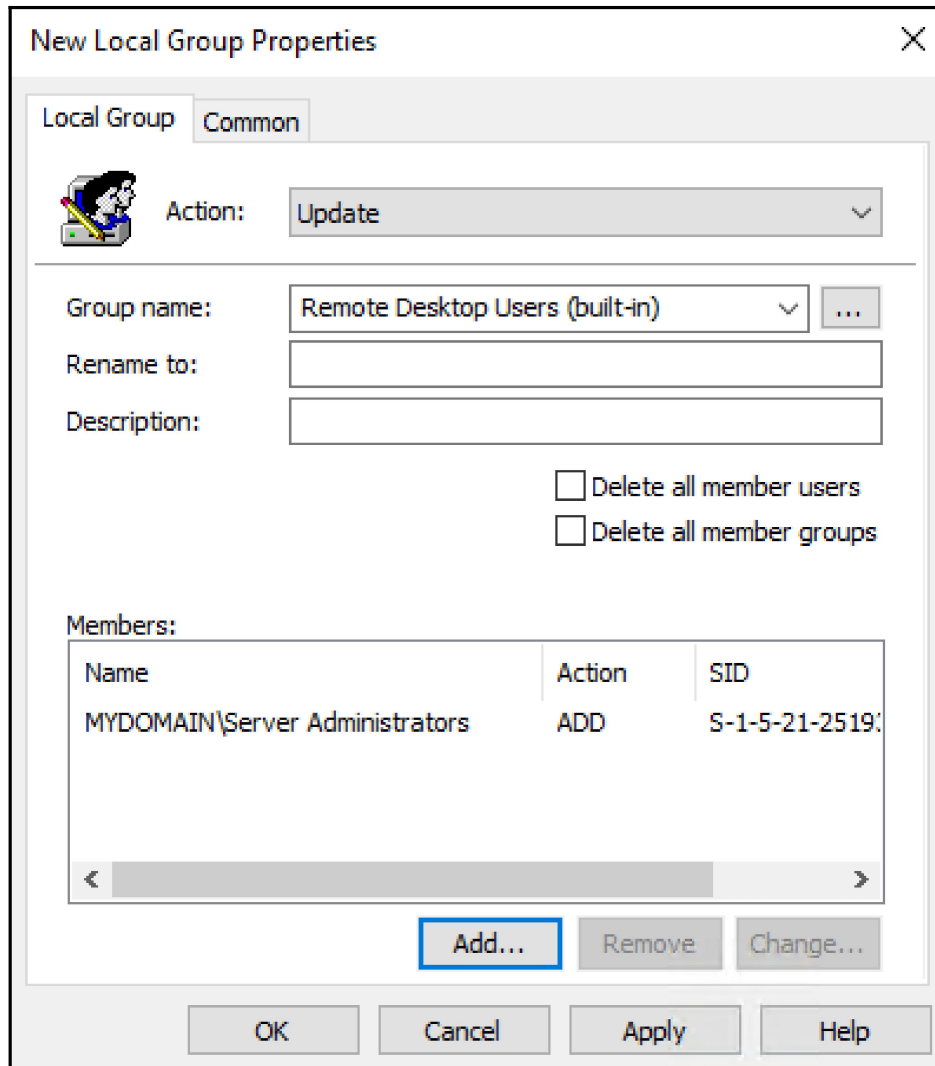 New Local Group Properties
Local Group Common
Action: Update
Group name: Remote Desktop Users (built-in) ...
Rename to:
Description:
Delete all member users
Delete all member groups
Members:
Name Action SID
MYDOMAIN\Server Administrators ADD S-1-5-21-2519
Add... Remove Change...
OK Cancel Apply Help